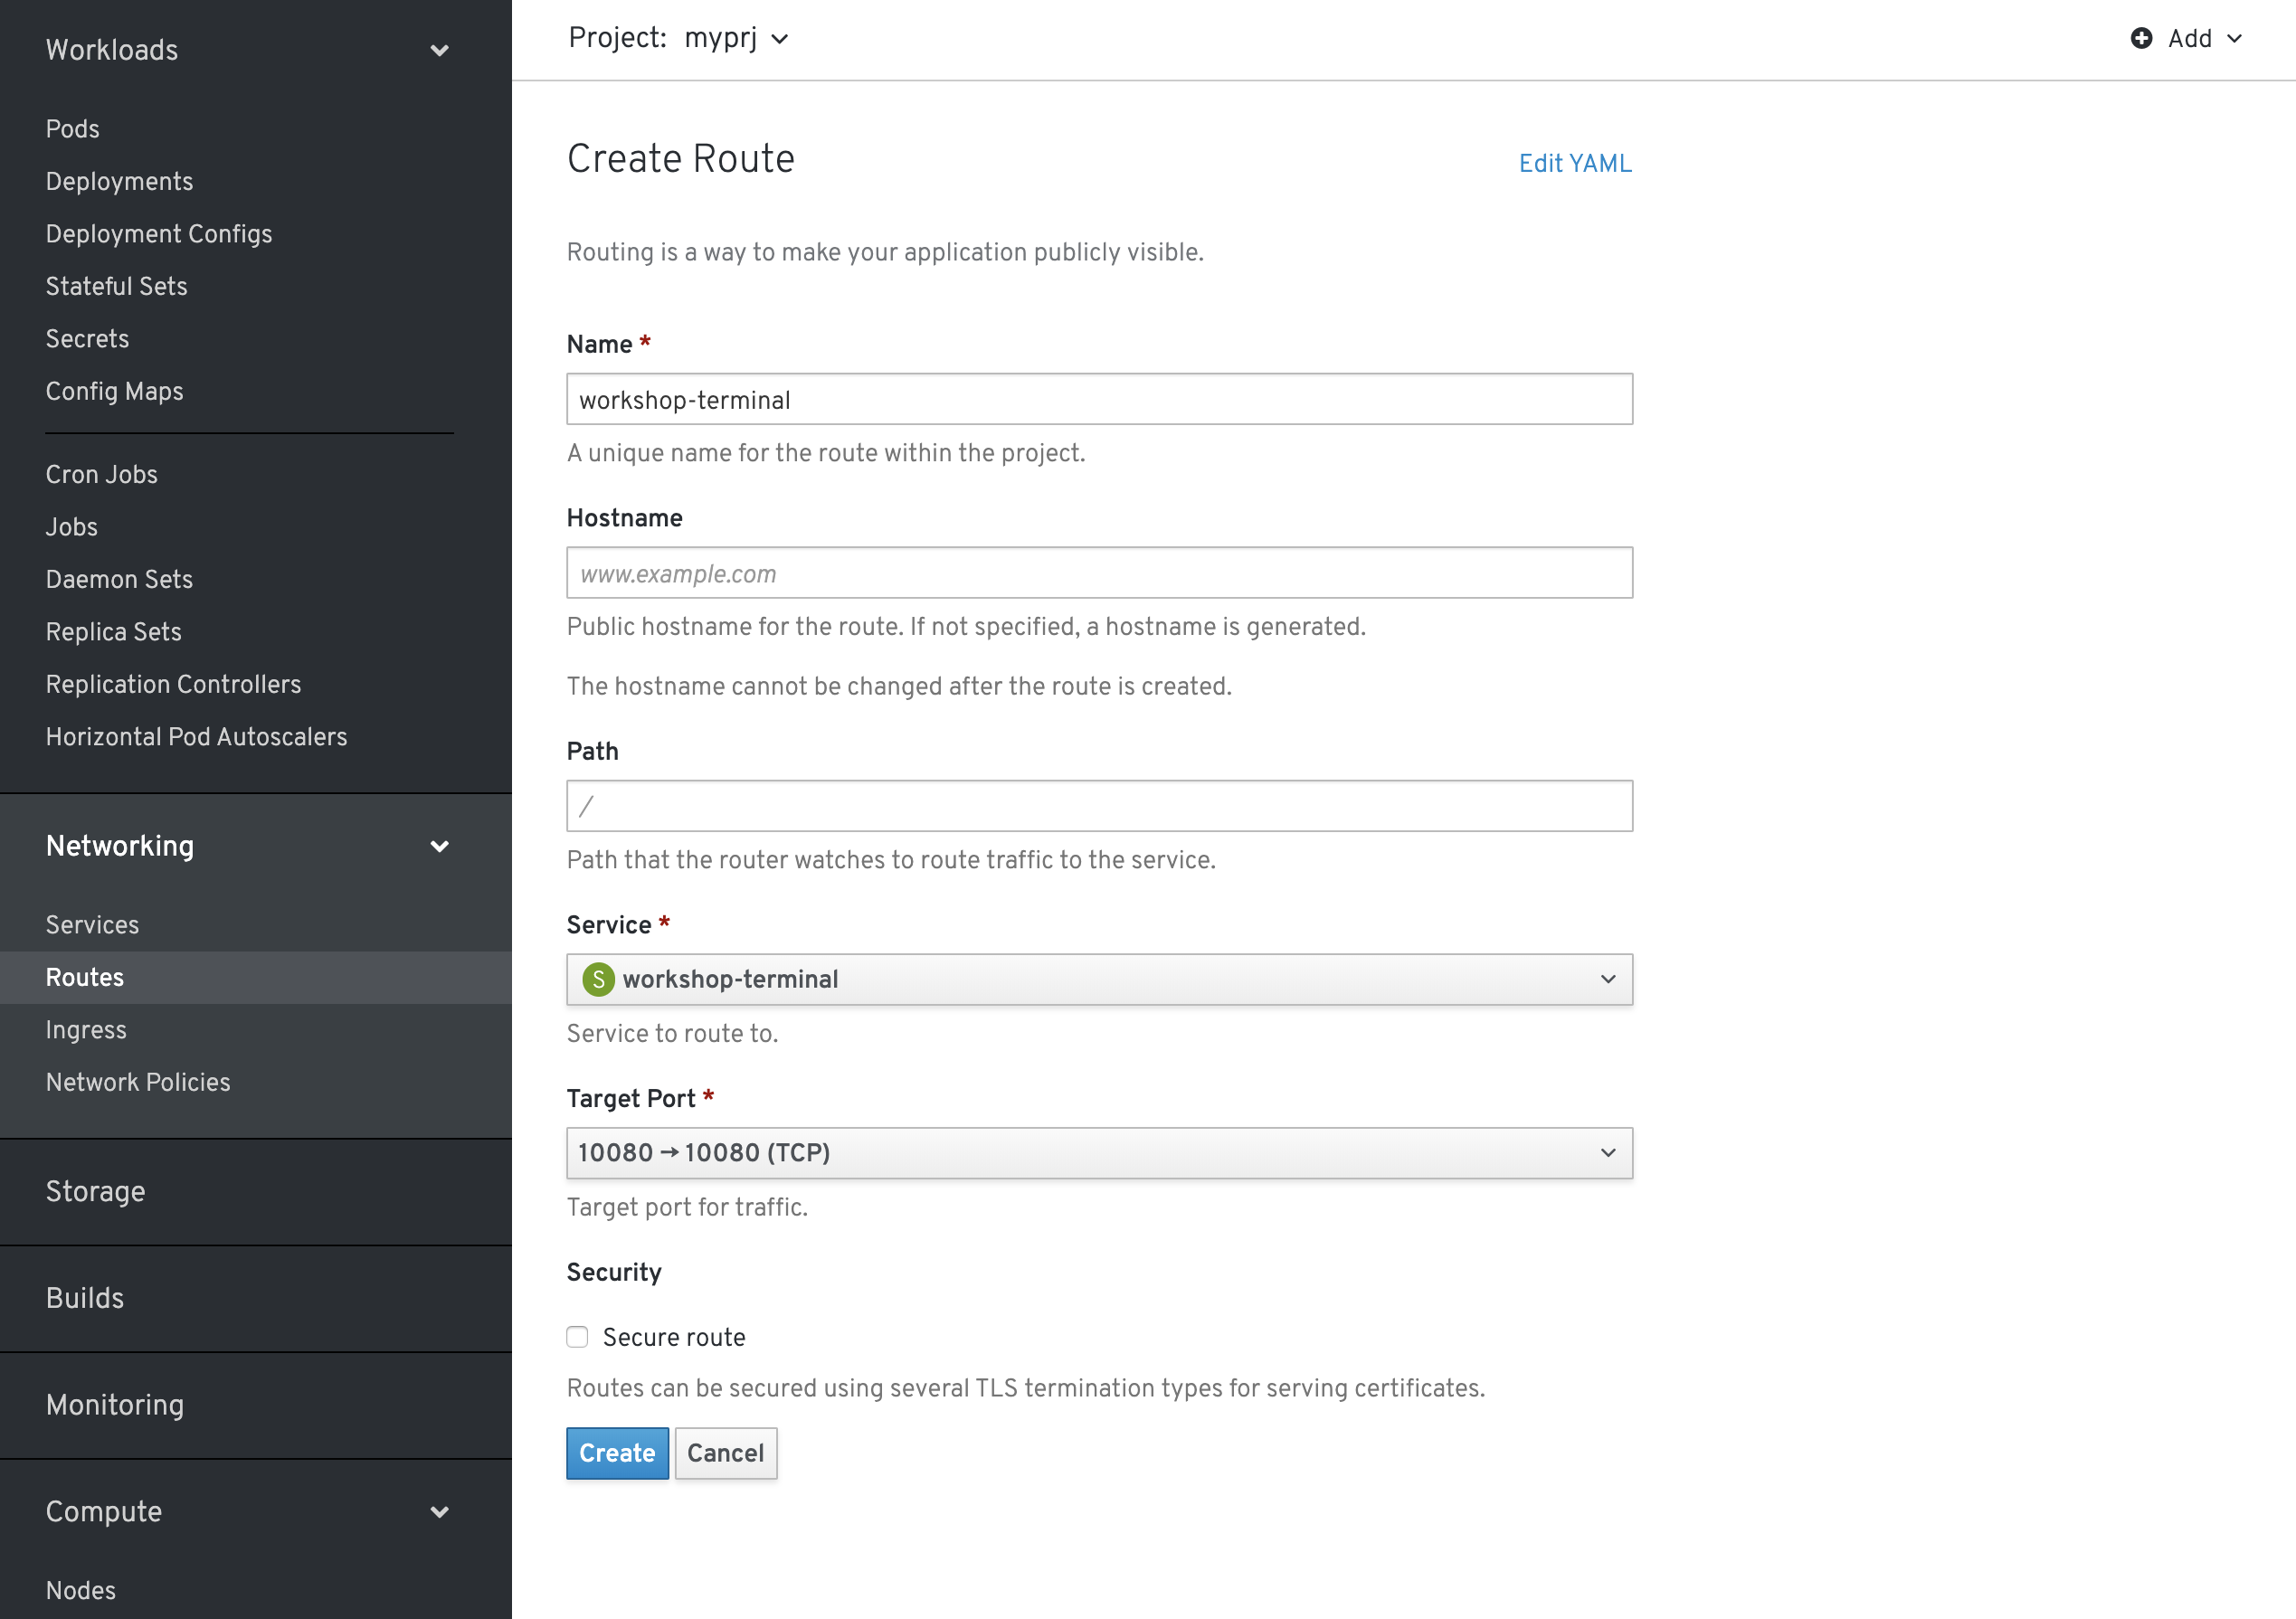 Workloads
Pods
Deployments
Deployment Configs
Stateful Sets
Secrets
Config Maps
Cron Jobs
Jobs
Daemon Sets
Replica Sets
Replication Controllers
Horizontal Pod Autoscalers
Networking
Services
Routes
Ingress
Network Policies
Storage
Builds
Monitoring
Compute
Nodes
Project: myprj
Add
Create Route
Edit YAML
Routing is a way to make your application publicly visible.
Name *
workshop-terminal
A unique name for the route within the project.
Hostname
www.example.com
Public hostname for the route. If not specified, a hostname is generated.
The hostname cannot be changed after the route is created.
Path
/
Path that the router watches to route traffic to the service.
Service *
S workshop-terminal
Service to route to.
Target Port *
10080 → 10080 (TCP)
Target port for traffic.
Security
Secure route
Routes can be secured using several TLS termination types for serving certificates.
Create Cancel